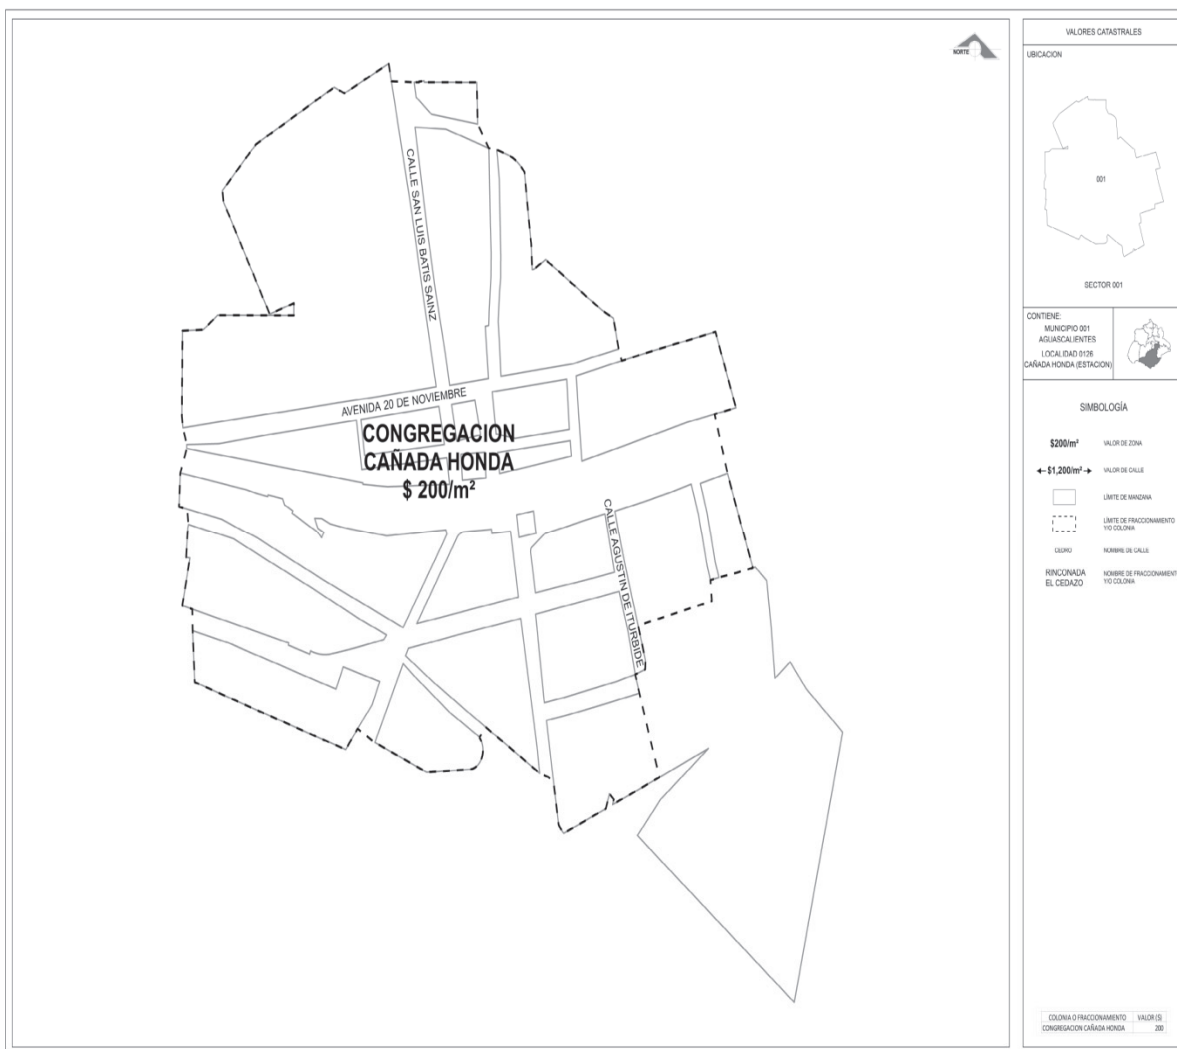 NORTE
CALLE SAN LUIS BATIS SAINZ
AVENIDA 20 DE NOVIEMBRE
CONGREGACION
CAÑADA HONDA
$ 200/m²
CALLE AGUSTIN DE ITURBIDE
VALORES CATASTRALES
UBICACION
001
SECTOR 001
CONTIENE:
MUNICIPIO 001
AGUASCALIENTES
LOCALIDAD 0126
CAÑADA HONDA (ESTACION)
SIMBOLOGÍA
$200/m² VALOR DE ZONA
$1,200/m² VALOR DE CALLE
LÍMITE DE MANZANA
LÍMITE DE FRACCIONAMIENTO
Y/O COLONIA
CEDRO NOMBRE DE CALLE
RINCONADA
EL CEDAZO
NOMBRE DE FRACCIONAMIENT
Y/O COLONIA
COLONIA O FRACCIONAMIENTO VALOR ($)
CONGREGACION CAÑADA HONDA 200